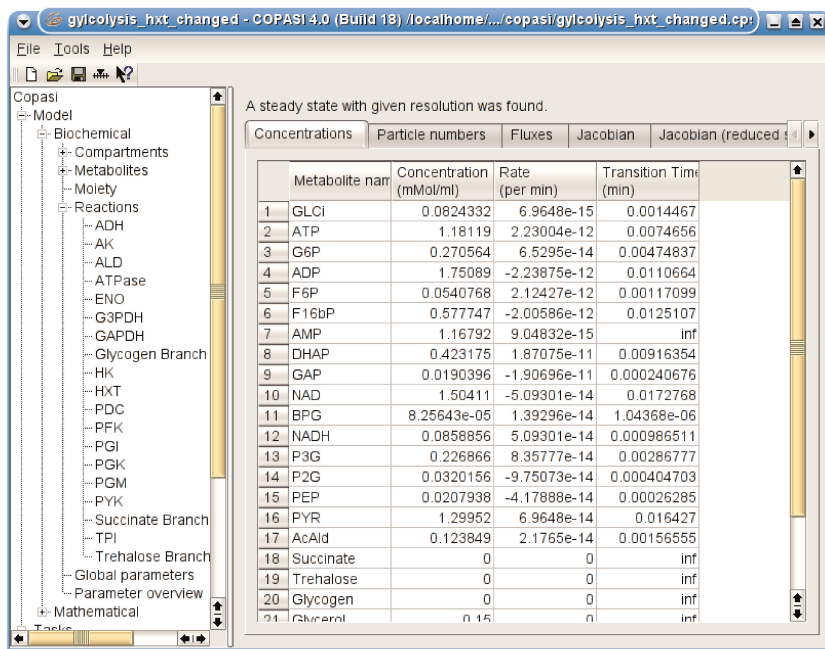 gylcolysis_hxt_changed - COPASI 4.0 (Build 18) /localhome/.../copasi/gylcolysis_hxt_changed.cps
File Tools Help
Copasi
Model
Biochemical
Compartments
Metabolites
Moiety
Reactions
ADH
AK
ALD
ATPase
ENO
G3PDH
GAPDH
Glycogen Branch
HK
HXT
PDC
PFK
PGI
PGK
PGM
PYK
Succinate Branch
TPI
Trehalose Branch
Global parameters
Parameter overview
Mathematical
Tasks
A steady state with given resolution was found.
Concentrations Particle numbers Fluxes Jacobian Jacobian (reduced s
Metabolite nam Concentration (mMol/ml) Rate (per min) Transition Time (min)
1 GLCi 0.0824332 6.9648e-15 0.0014467
2 ATP 1.18119 2.23004e-12 0.0074656
3 G6P 0.270564 6.5295e-14 0.00474837
4 ADP 1.75089 -2.23875e-12 0.0110664
5 F6P 0.0540768 2.12427e-12 0.00117099
6 F16bP 0.577747 -2.00586e-12 0.0125107
7 AMP 1.16792 9.04832e-15 inf
8 DHAP 0.423175 1.87075e-11 0.00916354
9 GAP 0.0190396 -1.90696e-11 0.000240676
10 NAD 1.50411 -5.09301e-14 0.0172768
11 BPG 8.25643e-05 1.39296e-14 1.04368e-06
12 NADH 0.0858856 5.09301e-14 0.000986511
13 P3G 0.226866 8.35777e-14 0.00286777
14 P2G 0.0320156 -9.75073e-14 0.000404703
15 PEP 0.0207938 -4.17888e-14 0.00026285
16 PYR 1.29952 6.9648e-14 0.016427
17 AcAld 0.123849 2.1765e-14 0.00156555
18 Succinate 0 0 inf
19 Trehalose 0 0 inf
20 Glycogen 0 0 inf
21 Glycerol 0.15 0 inf